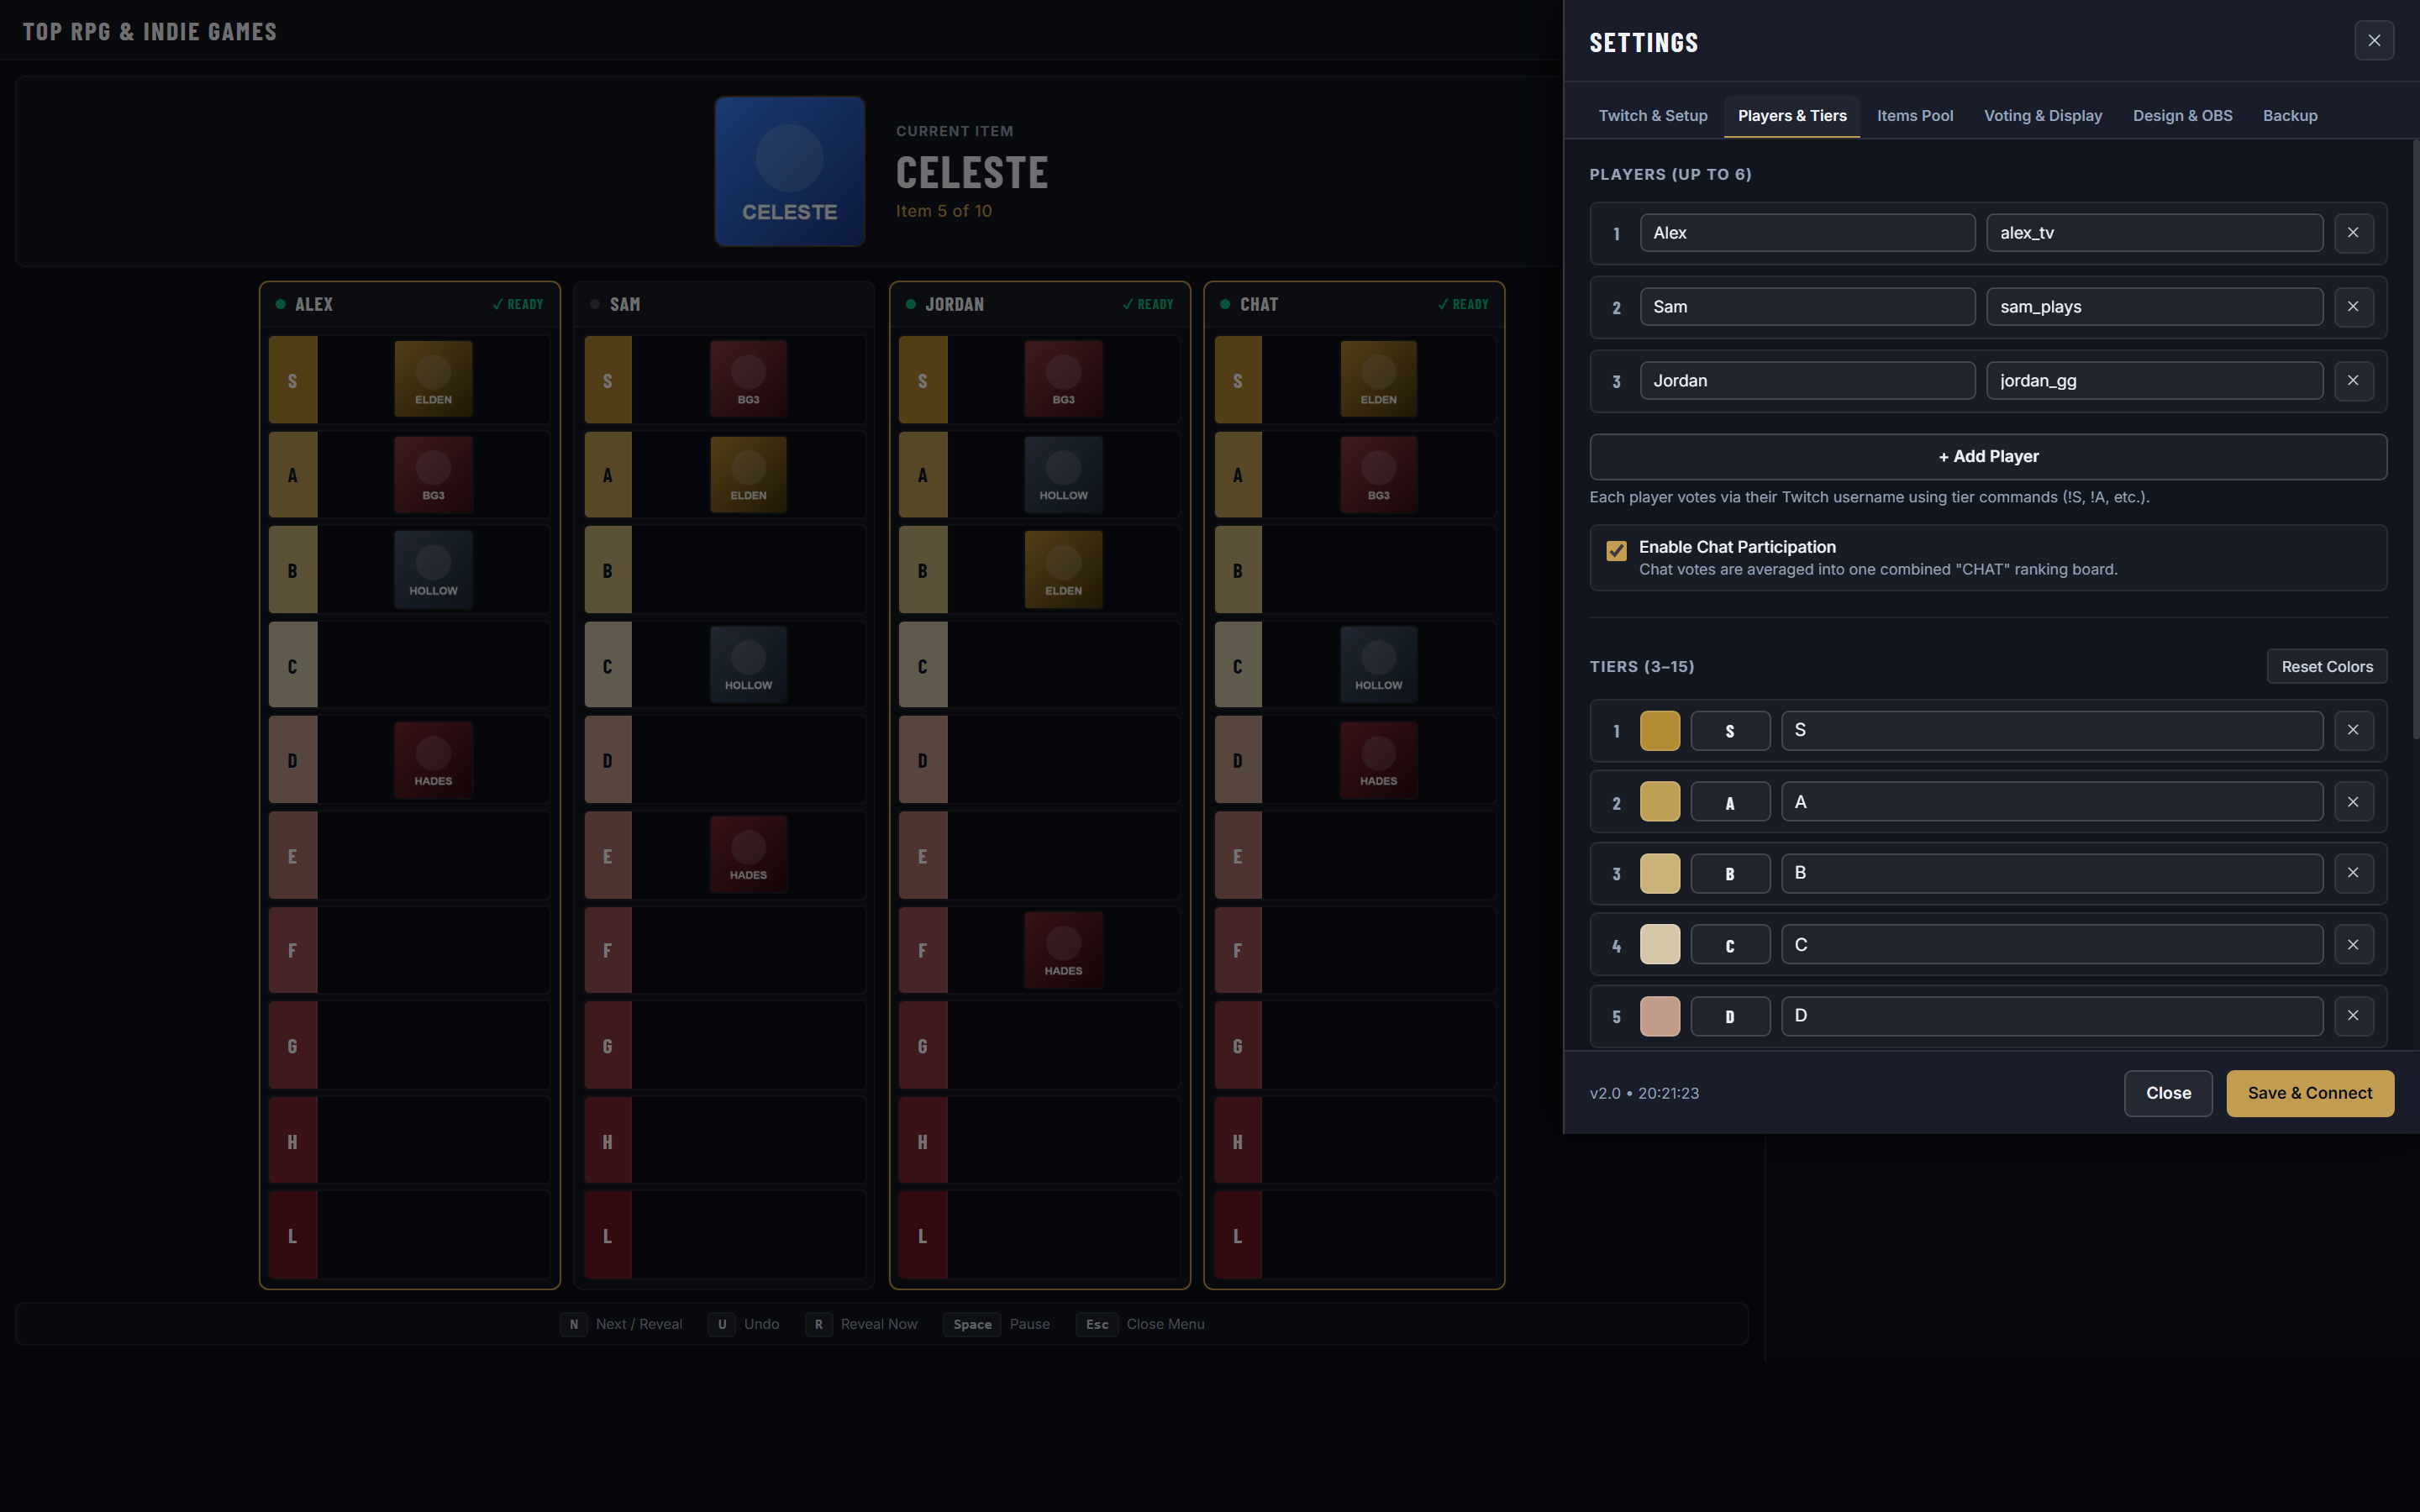 TOP RPG & INDIE GAMES
CELESTE
CURRENT ITEM
CELESTE
Item 5 of 10
ALEX ✓ READY
S ELDEN
A BG3
B HOLLOW
C
D HADES
E
F
G
H
L
SAM
S BG3
A ELDEN
B
C HOLLOW
D
E HADES
F
G
H
L
JORDAN ✓ READY
S BG3
A HOLLOW
B ELDEN
C
D
E
F HADES
G
H
L
CHAT ✓ READY
S ELDEN
A BG3
B
C HOLLOW
D HADES
E
F
G
H
L
N Next / Reveal U Undo R Reveal Now Space Pause Esc Close Menu
SETTINGS
Twitch & Setup Players & Tiers Items Pool Voting & Display Design & OBS Backup
PLAYERS (UP TO 6)
1 Alex alex_tv
2 Sam sam_plays
3 Jordan jordan_gg
+ Add Player
Each player votes via their Twitch username using tier commands (!S, !A, etc.).
Enable Chat Participation
Chat votes are averaged into one combined "CHAT" ranking board.
TIERS (3–15) Reset Colors
1 S S
2 A A
3 B B
4 C C
5 D D
v2.0 • 20:21:23 Close Save & Connect